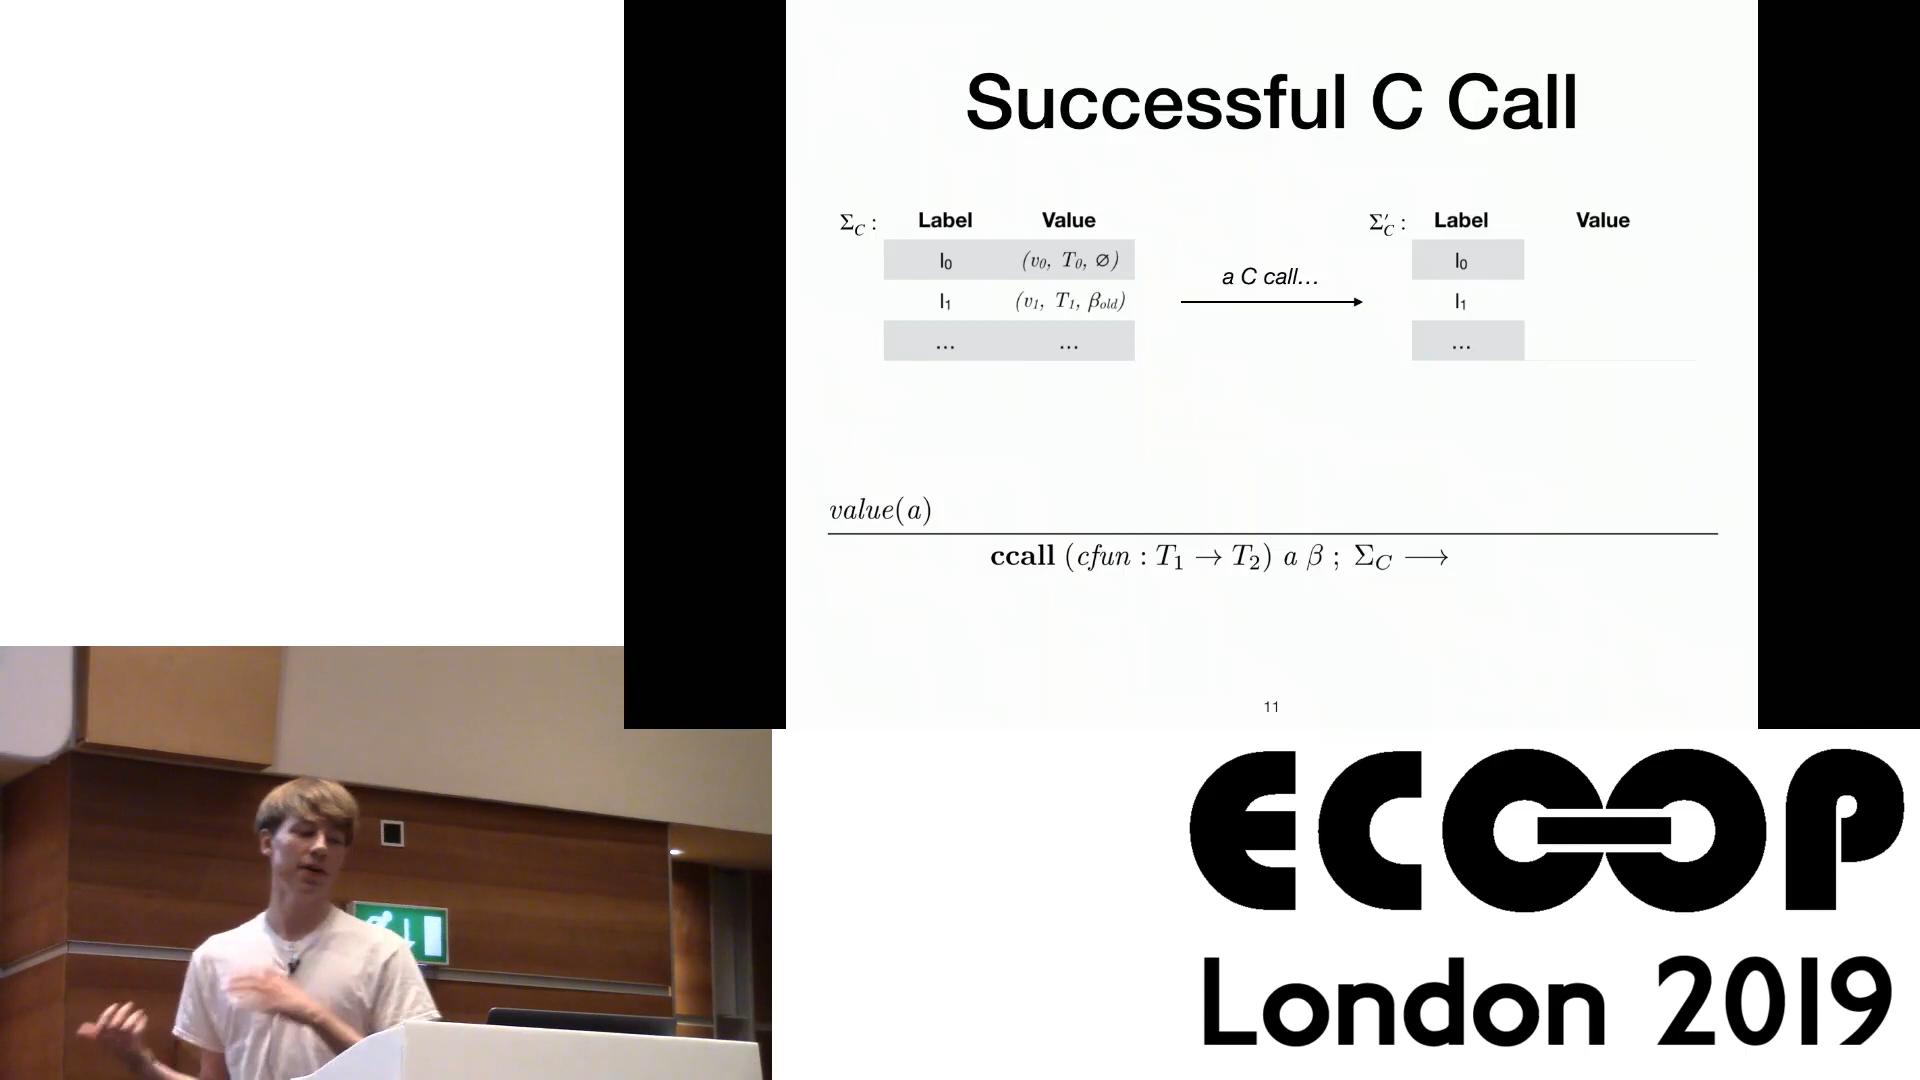 Successful C Call
Σ_C : Label Value
l₀ (v₀, T₀, ∅)
l₁ (v₁, T₁, β_old)
… …
a C call…
Σ′_C : Label Value
l₀
l₁
…
value(a)
ccall (cfun : T₁ → T₂) a β ; Σ_C ⟶
11
ECOOP
London 2019